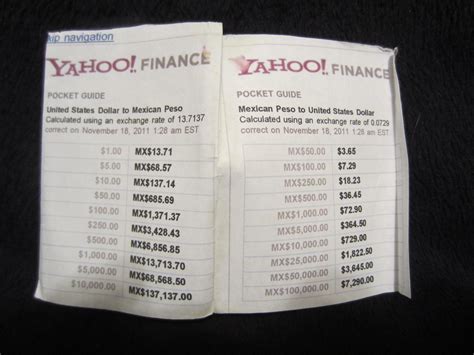 kip navigation
YAHOO! FINANCE
POCKET GUIDE
United States Dollar to Mexican Peso
Calculated using an exchange rate of 13.7137
correct on November 18, 2011 1:28 am EST
$1.00 MX$13.71
$5.00 MX$68.57
$10.00 MX$137.14
$50.00 MX$685.69
$100.00 MX$1,371.37
$250.00 MX$3,428.43
$500.00 MX$6,856.85
$1,000.00 MX$13,713.70
$5,000.00 MX$68,568.50
$10,000.00 MX$137,137.00
YAHOO! FINANCE
POCKET GUIDE
Mexican Peso to United States Dollar
Calculated using an exchange rate of 0.0729
correct on November 18, 2011 1:28 am EST
MX$50.00 $3.65
MX$100.00 $7.29
MX$250.00 $18.23
MX$500.00 $36.45
MX$1,000.00 $72.90
MX$5,000.00 $364.50
MX$10,000.00 $729.00
MX$25,000.00 $1,822.50
MX$50,000.00 $3,645.00
MX$100,000.00 $7,290.00